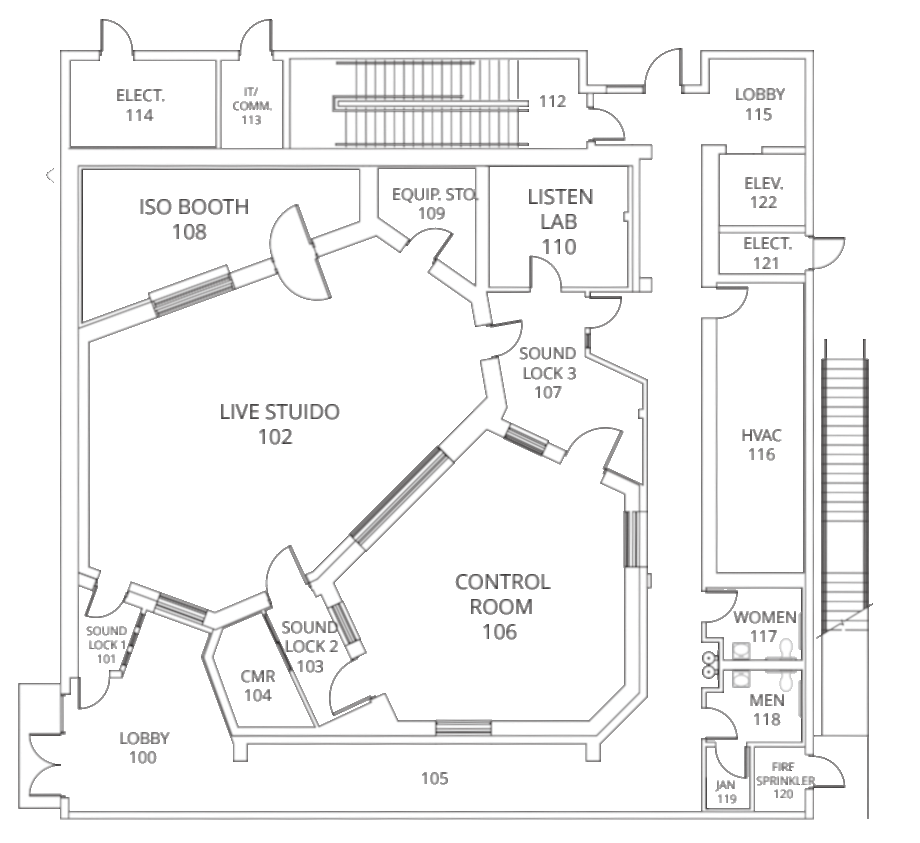 ELECT.
114
IT/
COMM.
113
112
LOBBY
115
ISO BOOTH
108
EQUIP. STO.
109
LISTEN
LAB
110
ELEV.
122
ELECT.
121
SOUND
LOCK 3
107
LIVE STUIDO
102
HVAC
116
CONTROL
ROOM
106
SOUND
LOCK 1
101
SOUND
LOCK 2
103
WOMEN
117
CMR
104
MEN
118
LOBBY
100
105
JAN
119
FIRE
SPRINKLER
120